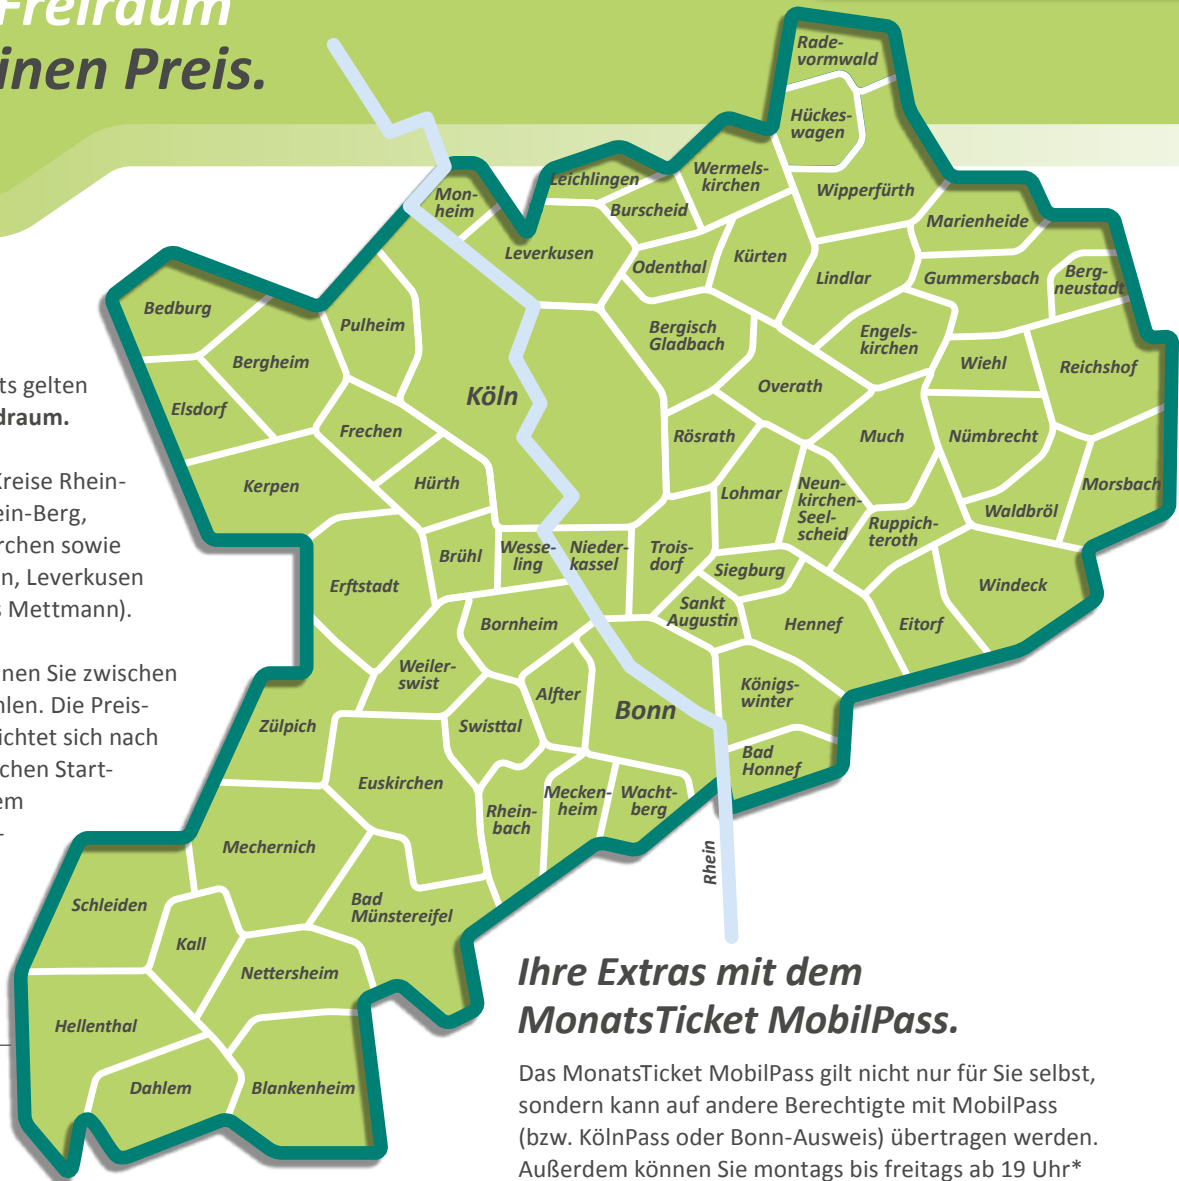 Freiraum
inen Preis.
Rade-
vormwald
Hückes-
wagen
Wermels-
kirchen
Leichlingen
Wipperfürth
Mon-
heim
Burscheid
Marienheide
Leverkusen
Odenthal
Kürten
Lindlar
Gummersbach
Berg-
neustadt
Bedburg
Pulheim
Bergisch
Gladbach
Engels-
kirchen
Bergheim
Wiehl
Reichshof
Overath
Köln
Elsdorf
Frechen
Rösrath
Much
Nümbrecht
Kerpen
Hürth
Lohmar
Neun-
kirchen-
Seel-
scheid
Morsbach
Waldbröl
Ruppich-
teroth
Brühl
Wesse-
ling
Nieder-
kassel
Trois-
dorf
Siegburg
Windeck
Erftstadt
Sankt
Augustin
Bornheim
Hennef
Eitorf
Weiler-
swist
Alfter
Königs-
winter
Bonn
Zülpich
Swisttal
Bad
Honnef
Euskirchen
Rhein-
bach
Mecken-
heim
Wacht-
berg
Mechernich
Rhein
Schleiden
Bad
Münstereifel
Kall
Nettersheim
Hellenthal
Dahlem
Blankenheim
ts gelten
draum.
Kreise Rhein-
ein-Berg,
rchen sowie
n, Leverkusen
s Mettmann).
nen Sie zwischen
hlen. Die Preis-
ichtet sich nach
chen Start-
em
-
Ihre Extras mit dem
MonatsTicket MobilPass.
Das MonatsTicket MobilPass gilt nicht nur für Sie selbst,
sondern kann auf andere Berechtigte mit MobilPass
(bzw. KölnPass oder Bonn-Ausweis) übertragen werden.
Außerdem können Sie montags bis freitags ab 19 Uhr*